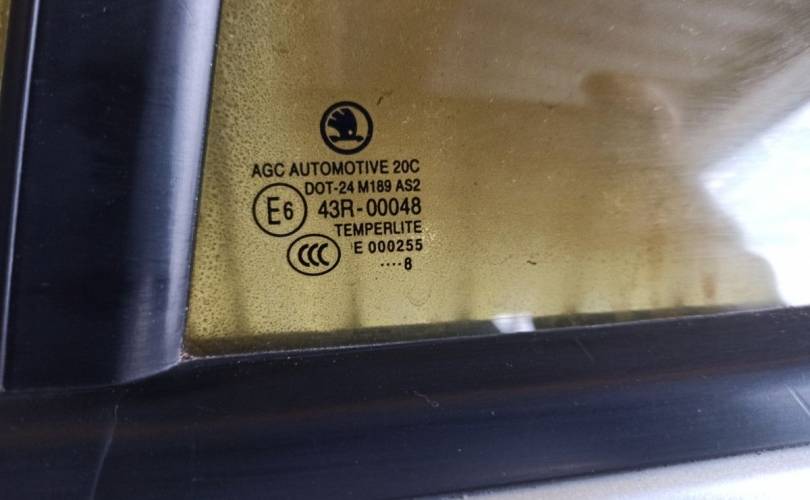 AGC AUTOMOTIVE 20C
DOT-24 M189 AS2
E6 43R-00048
TEMPERLITE
CCC E 000255
....8